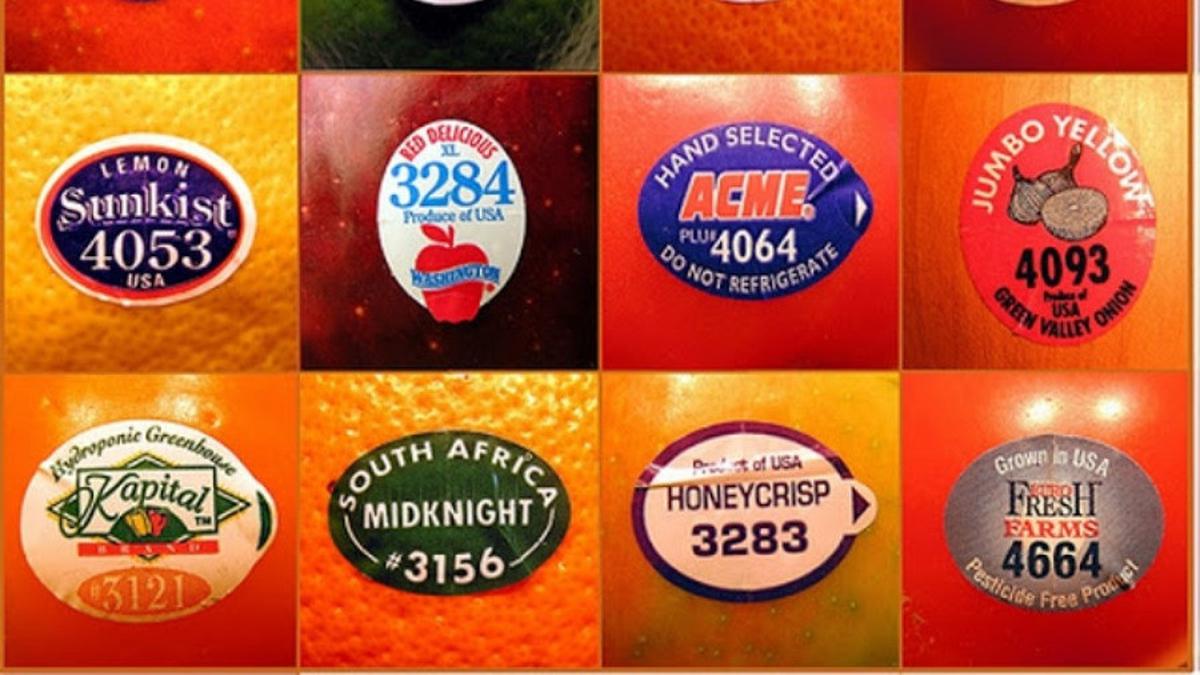 LEMON
Sunkist
4053
USA
RED DELICIOUS
XL
3284
Produce of USA
WASHINGTON
HAND SELECTED
ACME
PLU# 4064
DO NOT REFRIGERATE
JUMBO YELLOW
4093
Produce of
USA
GREEN VALLEY ONION
Hydroponic Greenhouse
Kapital™
BRAND
#3121
SOUTH AFRICA
MIDKNIGHT
#3156
Product of USA
HONEYCRISP
3283
Grown in USA
EURO
FRESH
FARMS
4664
Pesticide Free Product